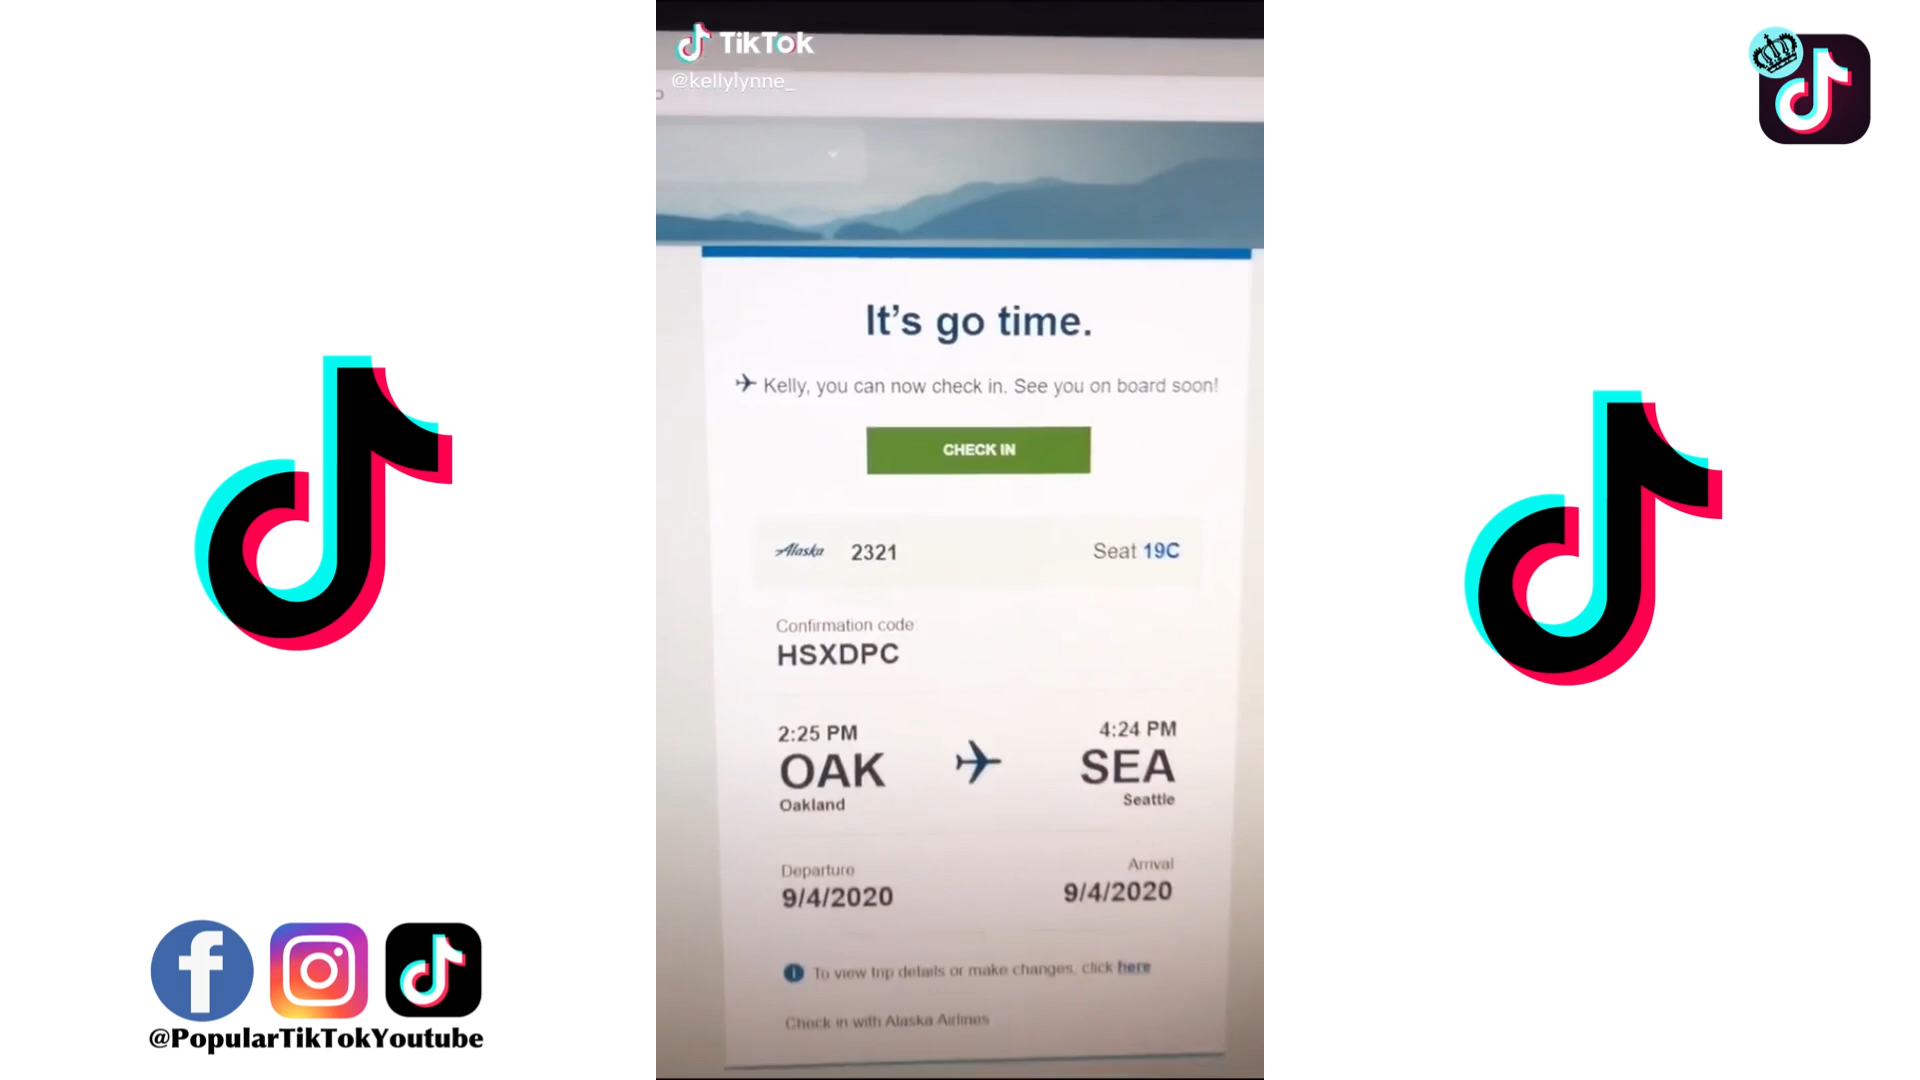 TikTok
@kellylynne_
It's go time.
Kelly, you can now check in. See you on board soon!
CHECK IN
Alaska 2321 Seat 19C
Confirmation code:
HSXDPC
2:25 PM 4:24 PM
OAK SEA
Oakland Seattle
Departure Arrival
9/4/2020 9/4/2020
To view trip details or make changes, click here
Check in with Alaska Airlines
@PopularTikTokYoutube